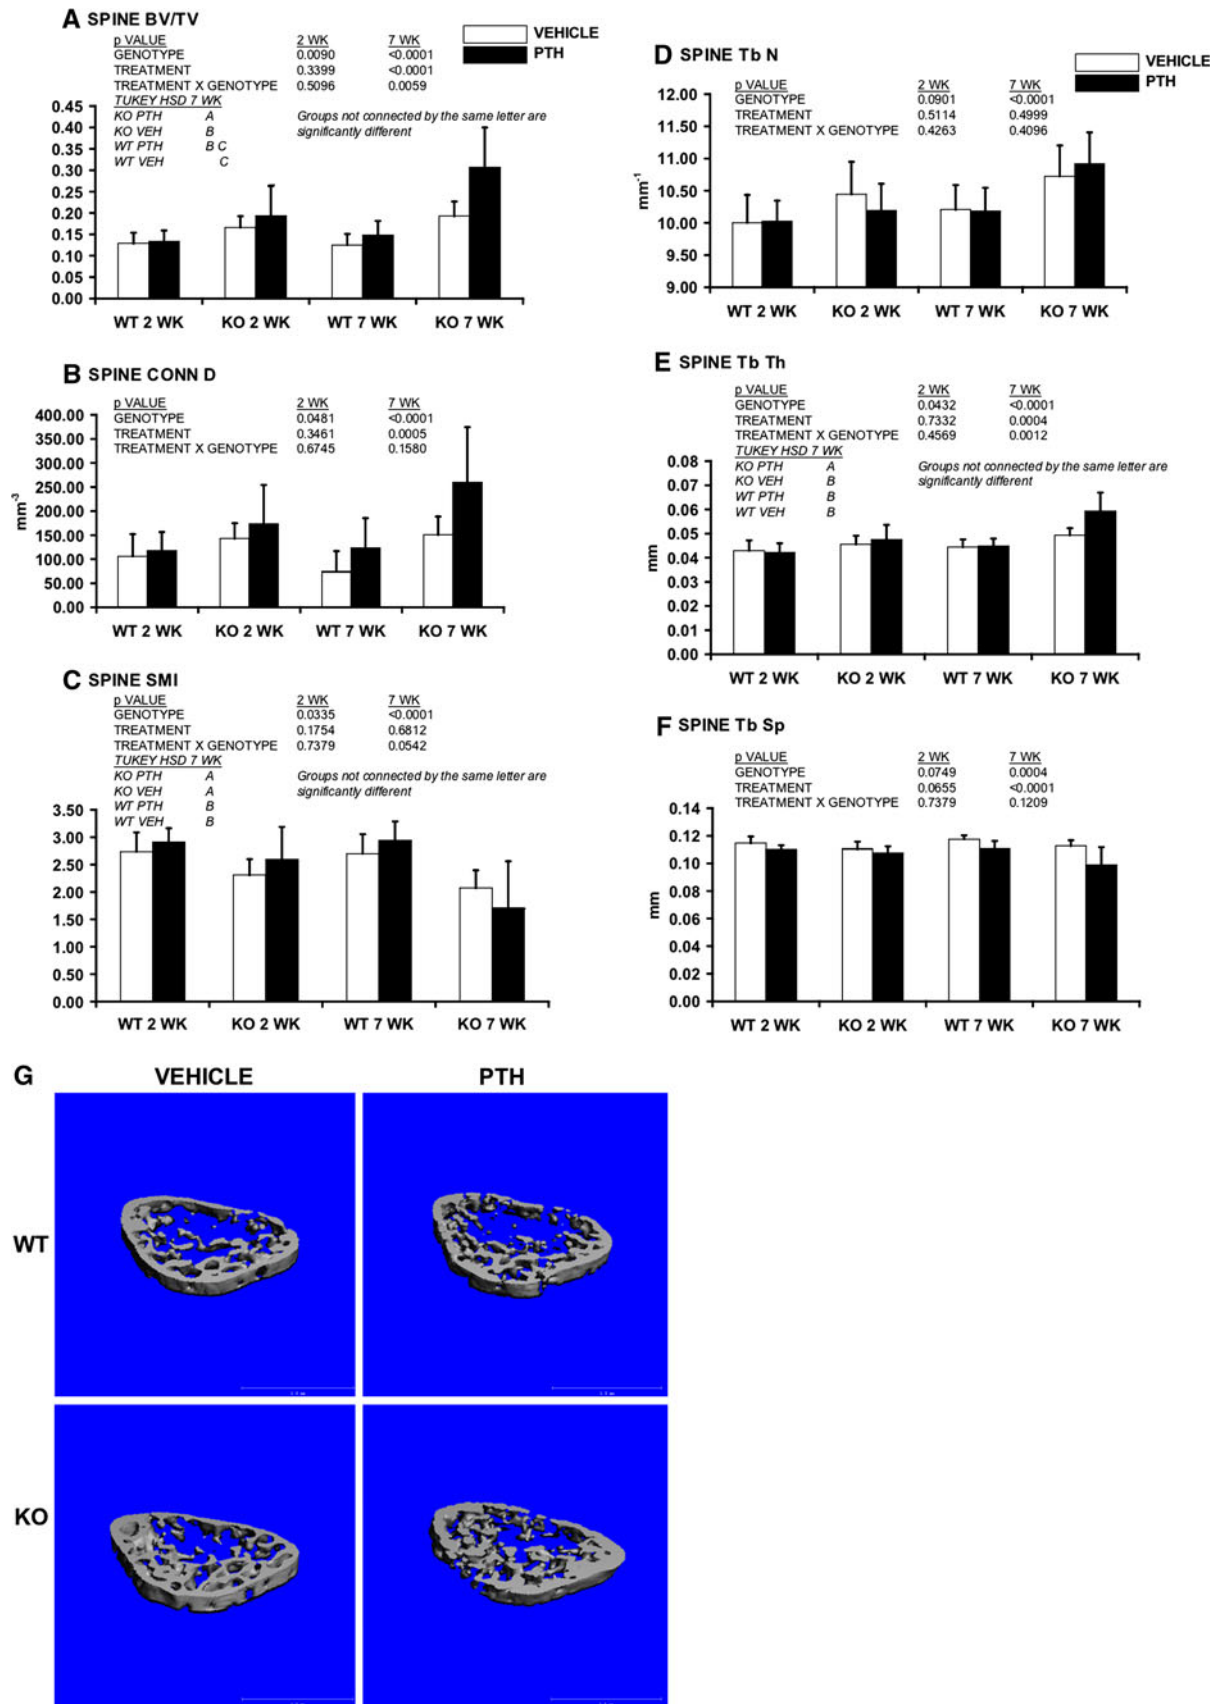 A SPINE BV/TV
p VALUE 2 WK 7 WK
GENOTYPE 0.0090 <0.0001
TREATMENT 0.3399 <0.0001
TREATMENT X GENOTYPE 0.5096 0.0059
TUKEY HSD 7 WK
KO PTH A
KO VEH B
WT PTH B C
WT VEH C
Groups not connected by the same letter are
significantly different
VEHICLE
PTH
0.45
0.40
0.35
0.30
0.25
0.20
0.15
0.10
0.05
0.00
WT 2 WK KO 2 WK WT 7 WK KO 7 WK
B SPINE CONN D
p VALUE 2 WK 7 WK
GENOTYPE 0.0481 <0.0001
TREATMENT 0.3461 0.0005
TREATMENT X GENOTYPE 0.6745 0.1580
mm-3
400.00
350.00
300.00
250.00
200.00
150.00
100.00
50.00
0.00
WT 2 WK KO 2 WK WT 7 WK KO 7 WK
C SPINE SMI
p VALUE 2 WK 7 WK
GENOTYPE 0.0335 <0.0001
TREATMENT 0.1754 0.6812
TREATMENT X GENOTYPE 0.7379 0.0542
TUKEY HSD 7 WK
KO PTH A
KO VEH A
WT PTH B
WT VEH B
Groups not connected by the same letter are
significantly different
3.50
3.00
2.50
2.00
1.50
1.00
0.50
0.00
WT 2 WK KO 2 WK WT 7 WK KO 7 WK
D SPINE Tb N
VEHICLE
PTH
p VALUE 2 WK 7 WK
GENOTYPE 0.0901 <0.0001
TREATMENT 0.5114 0.4999
TREATMENT X GENOTYPE 0.4263 0.4096
mm-1
12.00
11.50
11.00
10.50
10.00
9.50
9.00
WT 2 WK KO 2 WK WT 7 WK KO 7 WK
E SPINE Tb Th
p VALUE 2 WK 7 WK
GENOTYPE 0.0432 <0.0001
TREATMENT 0.7332 0.0004
TREATMENT X GENOTYPE 0.4569 0.0012
TUKEY HSD 7 WK
KO PTH A
KO VEH B
WT PTH B
WT VEH B
Groups not connected by the same letter are
significantly different
mm
0.08
0.07
0.06
0.05
0.04
0.03
0.02
0.01
0.00
WT 2 WK KO 2 WK WT 7 WK KO 7 WK
F SPINE Tb Sp
p VALUE 2 WK 7 WK
GENOTYPE 0.0749 0.0004
TREATMENT 0.0655 <0.0001
TREATMENT X GENOTYPE 0.7379 0.1209
mm
0.14
0.12
0.10
0.08
0.06
0.04
0.02
0.00
WT 2 WK KO 2 WK WT 7 WK KO 7 WK
G VEHICLE PTH
WT
KO